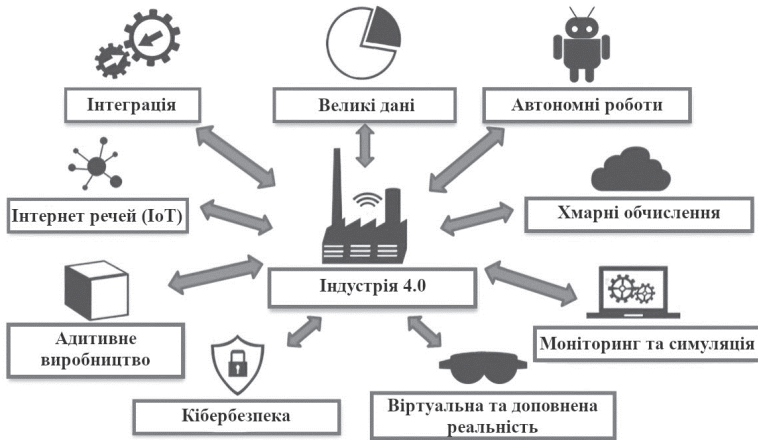 Інтеграція
Великі дані
Автономні роботи
Інтернет речей (IoT)
Хмарні обчислення
Індустрія 4.0
Адитивне
виробництво
Моніторинг та симуляція
Кібербезпека
Віртуальна та доповнена
реальність